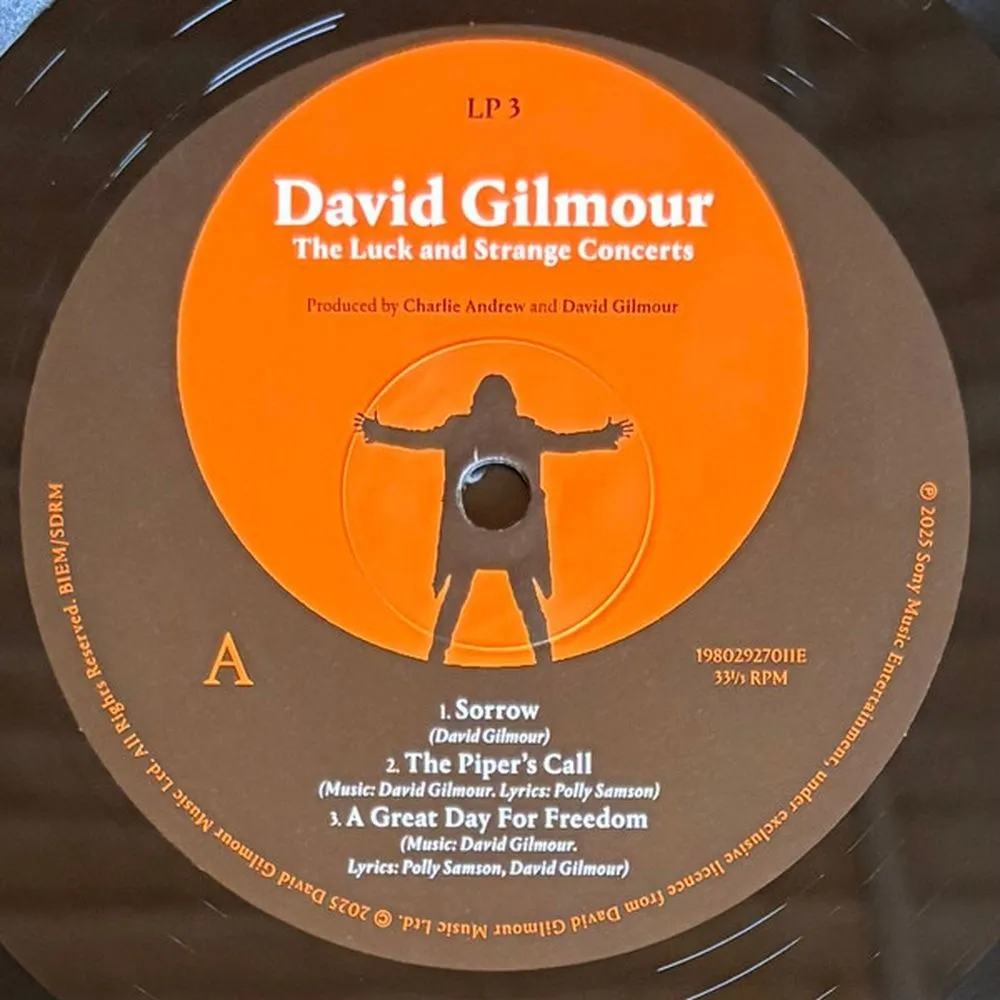 LP 3
David Gilmour
The Luck and Strange Concerts
Produced by Charlie Andrew and David Gilmour
A
19802927011E
33⅓ RPM
1. Sorrow
(David Gilmour)
2. The Piper's Call
(Music: David Gilmour. Lyrics: Polly Samson)
3. A Great Day For Freedom
(Music: David Gilmour.
Lyrics: Polly Samson, David Gilmour)
℗ 2025 Sony Music Entertainment, under exclusive licence from David Gilmour Music Ltd. © 2025 David Gilmour Music Ltd. All Rights Reserved. BIEM/SDRM